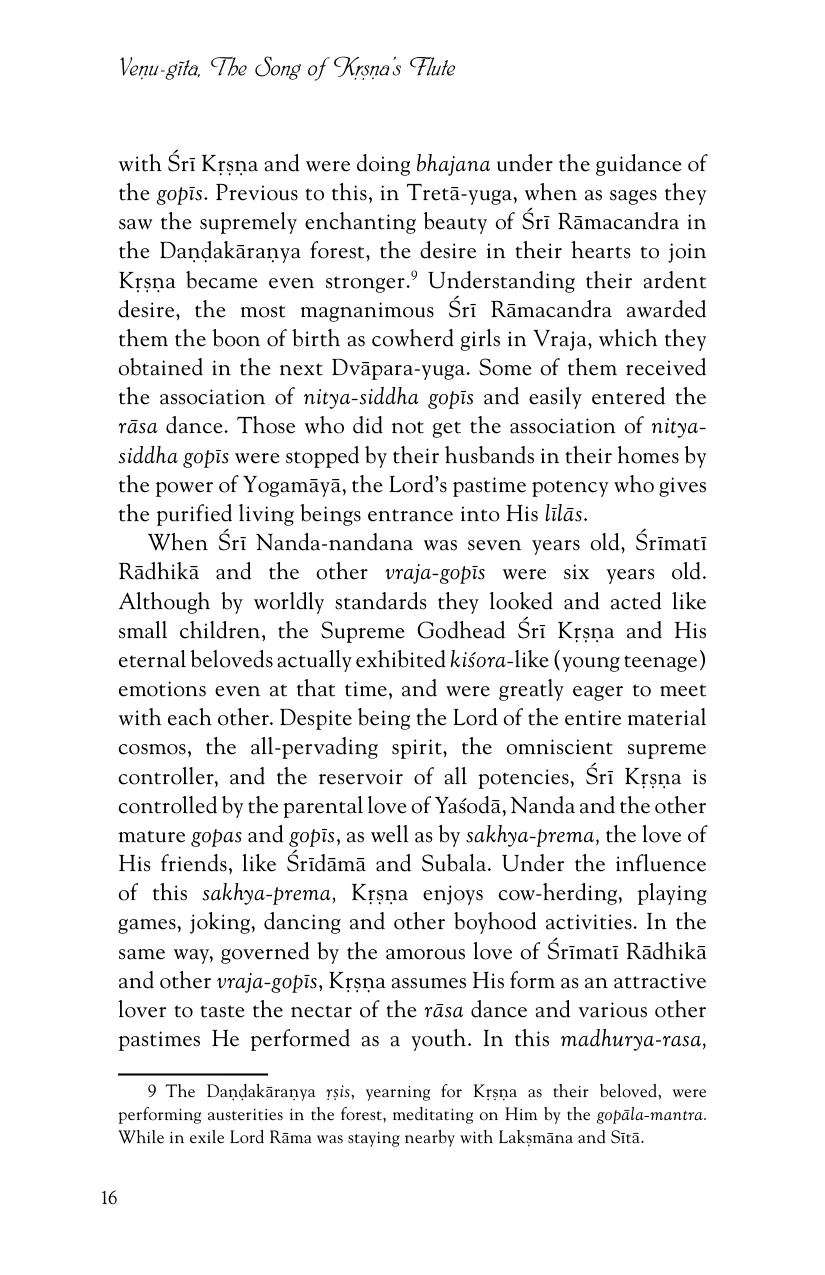 Veṇu-gīta, The Song of Kṛṣṇa's Flute
with Śrī Kṛṣṇa and were doing bhajana under the guidance of
the gopīs. Previous to this, in Tretā-yuga, when as sages they
saw the supremely enchanting beauty of Śrī Rāmacandra in
the Daṇḍakāraṇya forest, the desire in their hearts to join
Kṛṣṇa became even stronger.⁹ Understanding their ardent
desire, the most magnanimous Śrī Rāmacandra awarded
them the boon of birth as cowherd girls in Vraja, which they
obtained in the next Dvāpara-yuga. Some of them received
the association of nitya-siddha gopīs and easily entered the
rāsa dance. Those who did not get the association of nitya-
siddha gopīs were stopped by their husbands in their homes by
the power of Yogamāyā, the Lord's pastime potency who gives
the purified living beings entrance into His līlās.
When Śrī Nanda-nandana was seven years old, Śrīmatī
Rādhikā and the other vraja-gopīs were six years old.
Although by worldly standards they looked and acted like
small children, the Supreme Godhead Śrī Kṛṣṇa and His
eternal beloveds actually exhibited kiśora-like (young teenage)
emotions even at that time, and were greatly eager to meet
with each other. Despite being the Lord of the entire material
cosmos, the all-pervading spirit, the omniscient supreme
controller, and the reservoir of all potencies, Śrī Kṛṣṇa is
controlled by the parental love of Yaśodā, Nanda and the other
mature gopas and gopīs, as well as by sakhya-prema, the love of
His friends, like Śrīdāmā and Subala. Under the influence
of this sakhya-prema, Kṛṣṇa enjoys cow-herding, playing
games, joking, dancing and other boyhood activities. In the
same way, governed by the amorous love of Śrīmatī Rādhikā
and other vraja-gopīs, Kṛṣṇa assumes His form as an attractive
lover to taste the nectar of the rāsa dance and various other
pastimes He performed as a youth. In this madhurya-rasa,
9 The Daṇḍakāraṇya ṛṣis, yearning for Kṛṣṇa as their beloved, were
performing austerities in the forest, meditating on Him by the gopāla-mantra.
While in exile Lord Rāma was staying nearby with Lakṣmāna and Sītā.
16